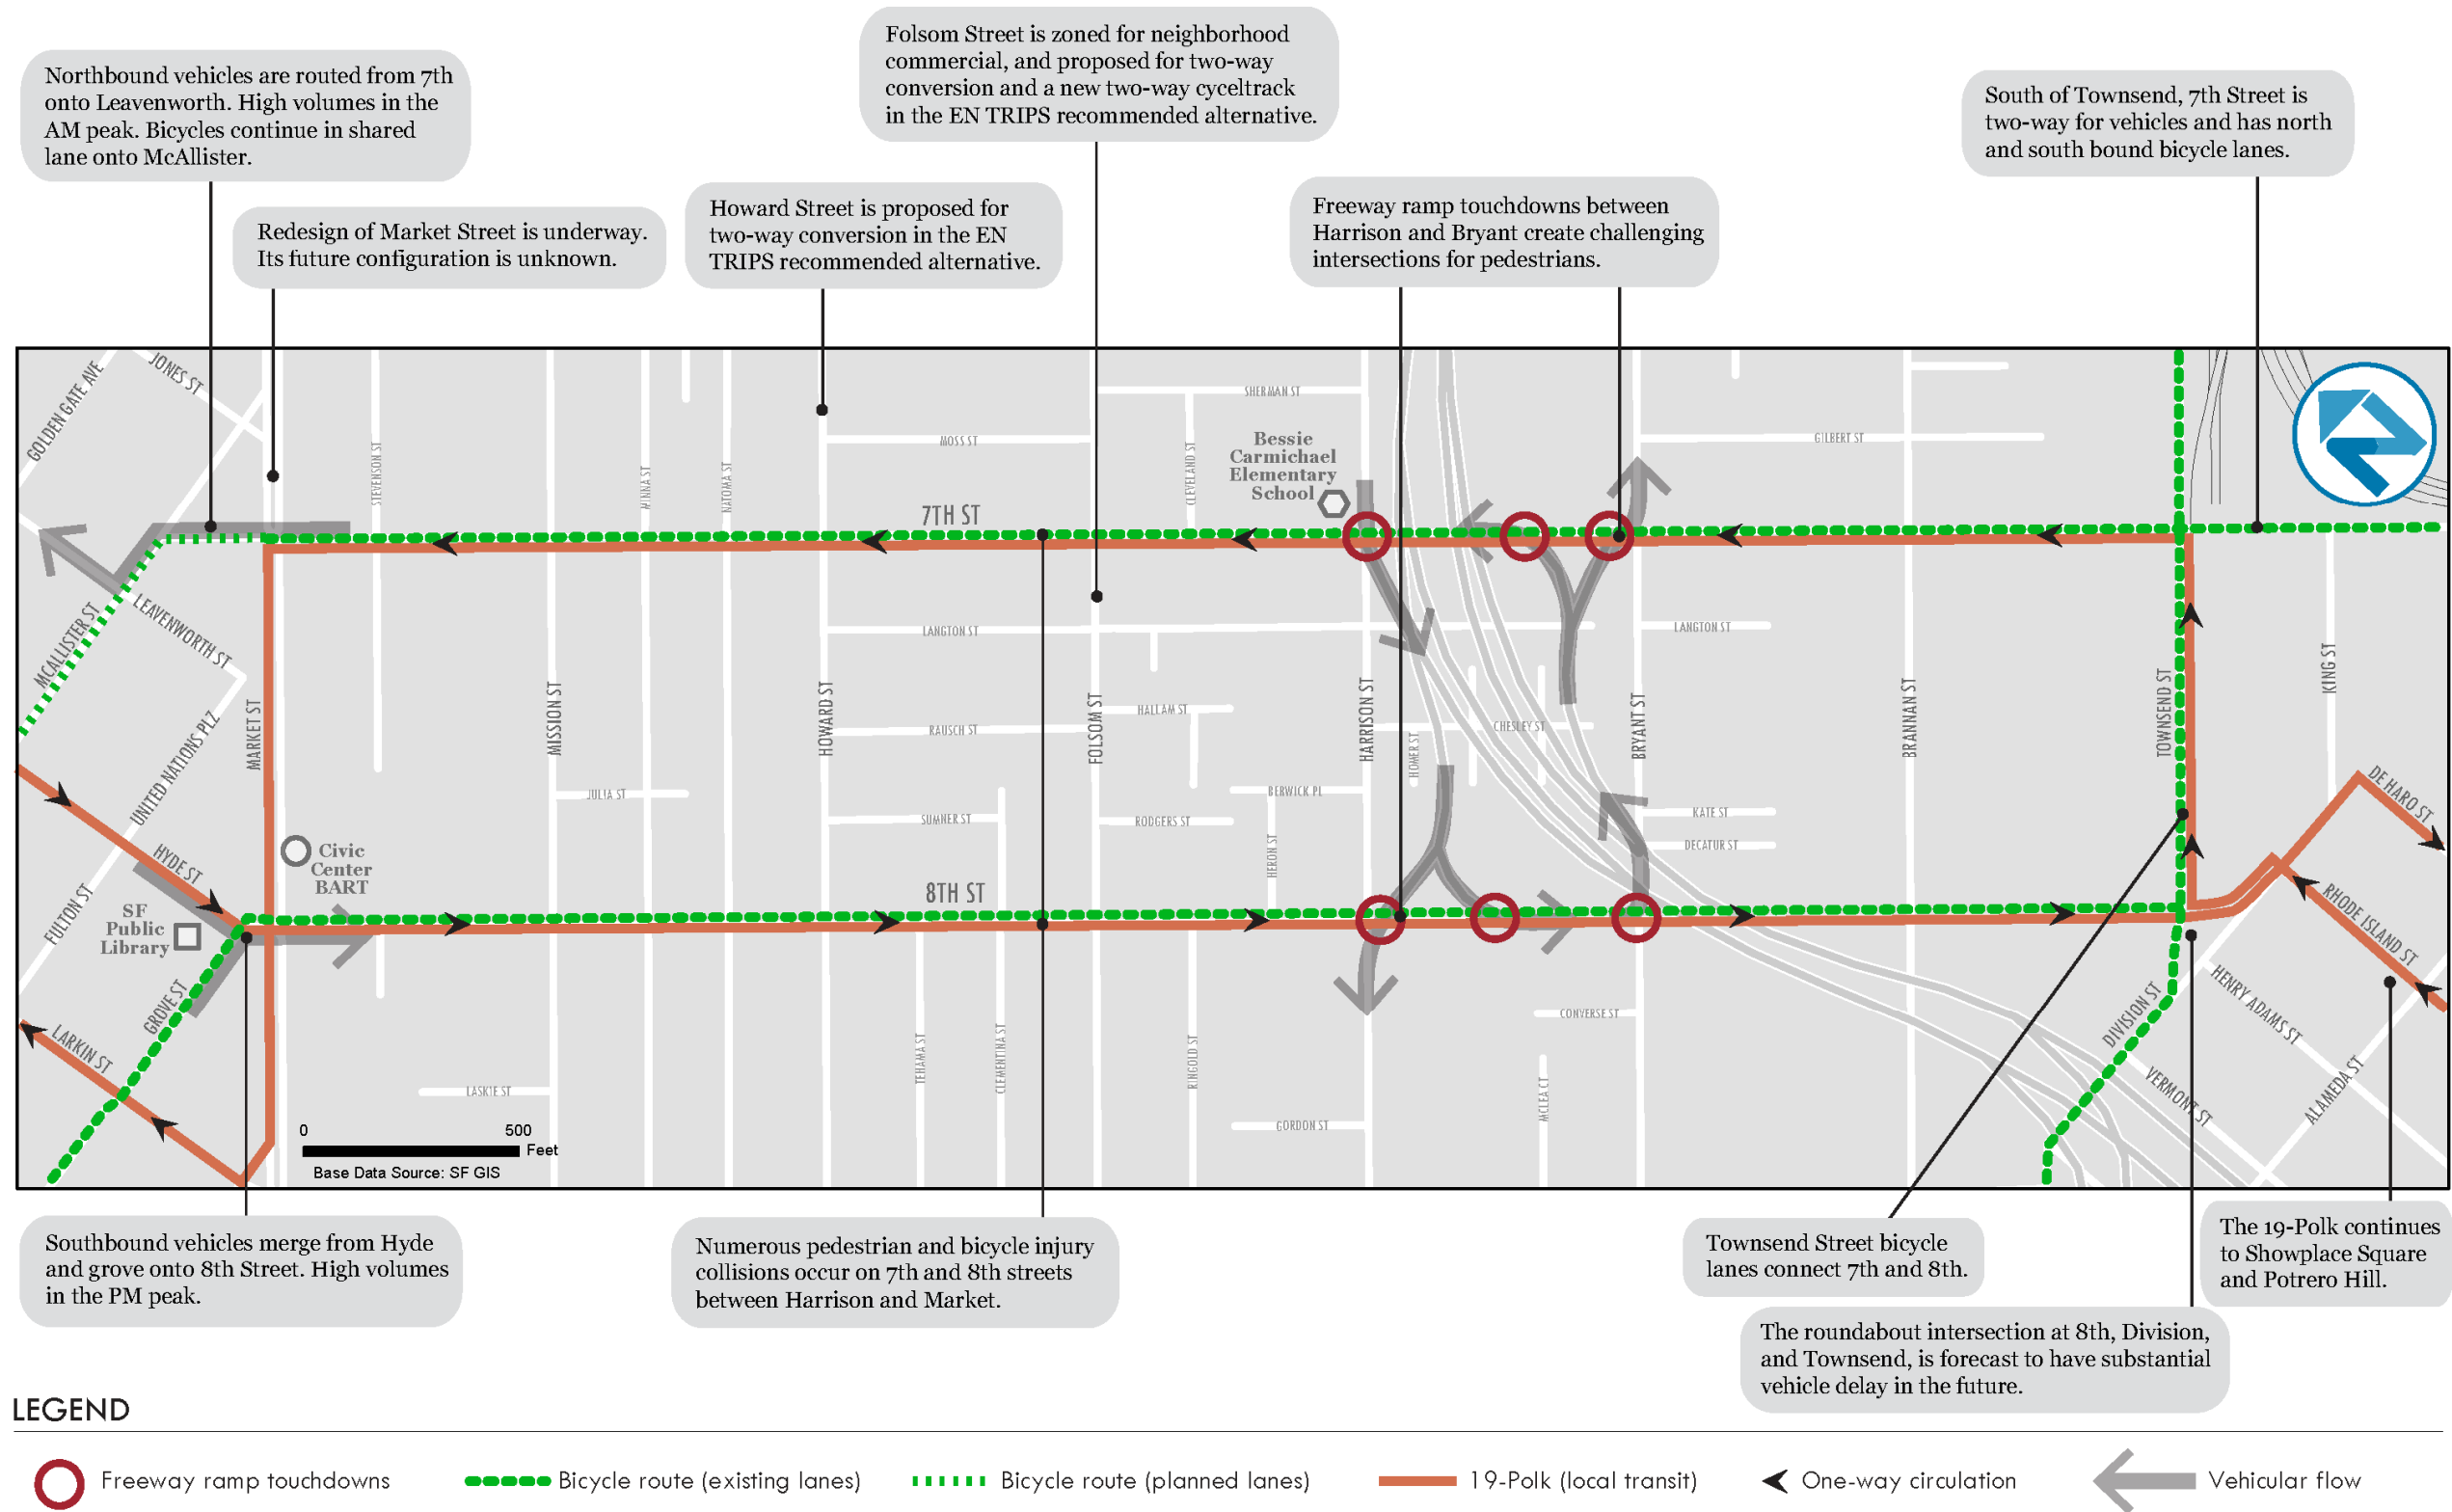 Folsom Street is zoned for neighborhood
commercial, and proposed for two-way
conversion and a new two-way cyceltrack
in the EN TRIPS recommended alternative.
Northbound vehicles are routed from 7th
onto Leavenworth. High volumes in the
AM peak. Bicycles continue in shared
lane onto McAllister.
South of Townsend, 7th Street is
two-way for vehicles and has north
and south bound bicycle lanes.
Redesign of Market Street is underway.
Its future configuration is unknown.
Howard Street is proposed for
two-way conversion in the EN
TRIPS recommended alternative.
Freeway ramp touchdowns between
Harrison and Bryant create challenging
intersections for pedestrians.
GOLDEN GATE AVE
JONES ST
STEVENSON ST
MINNA ST
NATOMA ST
MOSS ST
SHERMAN ST
CLEVELAND ST
Bessie
Carmichael
Elementary
School
GILBERT ST
7TH ST
MCALLISTER ST
LEAVENWORTH ST
LANGTON ST
LANGTON ST
UNITED NATIONS PLZ
MARKET ST
MISSION ST
HOWARD ST
FOLSOM ST
HARRISON ST
BRYANT ST
BRANNAN ST
TOWNSEND ST
KING ST
RAUSCH ST
HALLAM ST
HOMER ST
CHESLEY ST
JULIA ST
BERWICK PL
SUMNER ST
RODGERS ST
HERON ST
KATE ST
DECATUR ST
DE HARO ST
HYDE ST
Civic
Center
BART
8TH ST
FULTON ST
SF
Public
Library
GROVE ST
LARKIN ST
RHODE ISLAND ST
DIVISION ST
HENRY ADAMS ST
VERMONT ST
ALAMEDA ST
CONVERSE ST
TEHAMA ST
CLEMENTINA ST
RINGOLD ST
MCLEA CT
LASKIE ST
GORDON ST
0 500
Feet
Base Data Source: SF GIS
Southbound vehicles merge from Hyde
and grove onto 8th Street. High volumes
in the PM peak.
Numerous pedestrian and bicycle injury
collisions occur on 7th and 8th streets
between Harrison and Market.
Townsend Street bicycle
lanes connect 7th and 8th.
The 19-Polk continues
to Showplace Square
and Potrero Hill.
The roundabout intersection at 8th, Division,
and Townsend, is forecast to have substantial
vehicle delay in the future.
LEGEND
Freeway ramp touchdowns
Bicycle route (existing lanes)
Bicycle route (planned lanes)
19-Polk (local transit)
One-way circulation
Vehicular flow